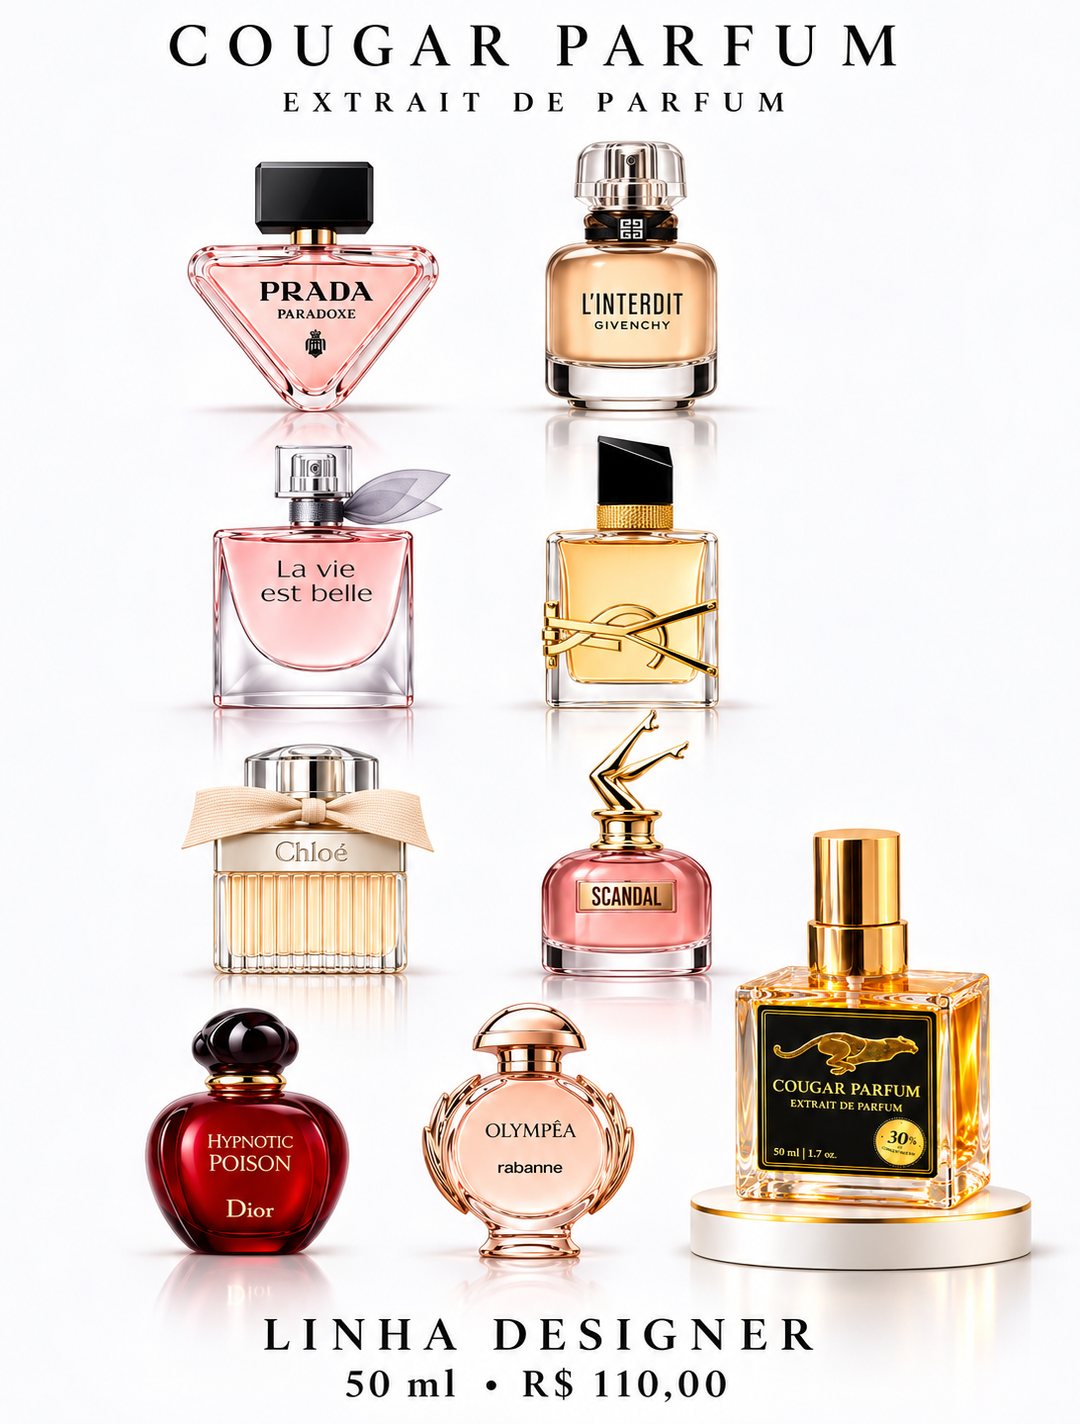 COUGAR PARFUM
EXTRAIT DE PARFUM
PRADA
PARADOXE
L'INTERDIT
GIVENCHY
La vie
est belle
Chloé
SCANDAL
HYPNOTIC
POISON
Dior
OLYMPÊA
rabanne
COUGAR PARFUM
EXTRAIT DE PARFUM
30%
50 ml | 1.7 oz.
LINHA DESIGNER
50 ml • R$ 110,00